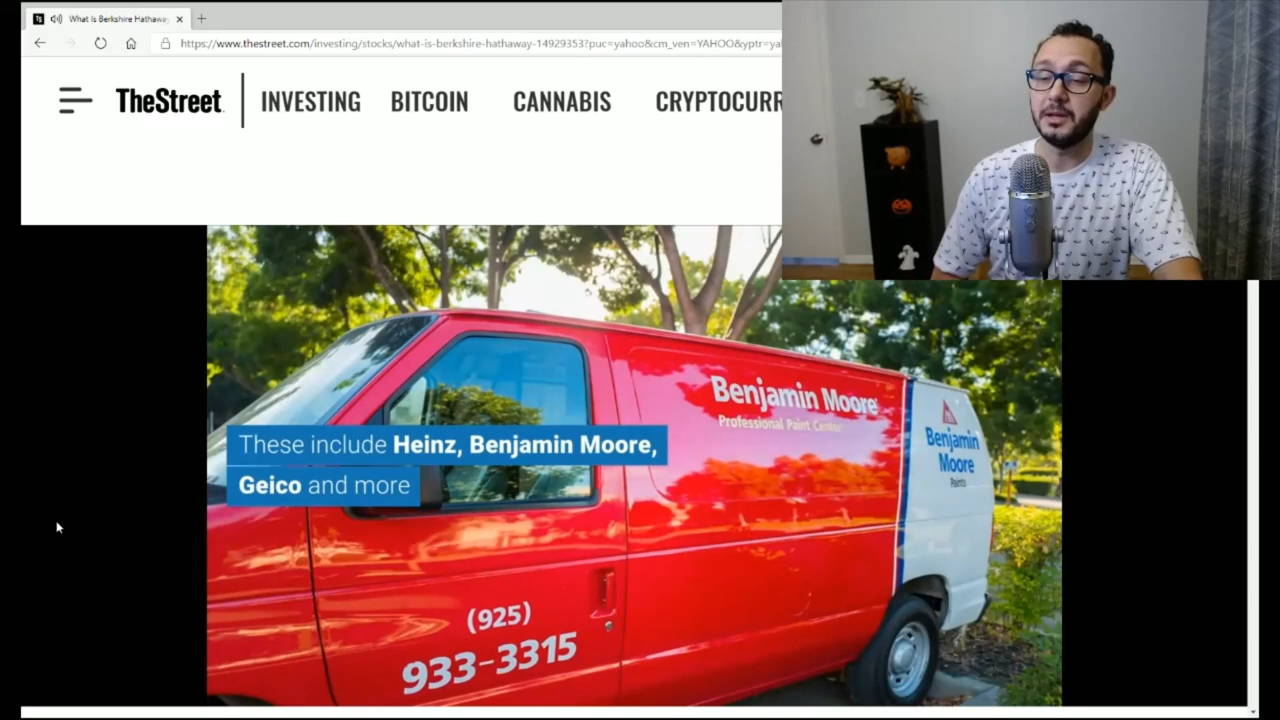 What Is Berkshire Hathaway
https://www.thestreet.com/investing/stocks/what-is-berkshire-hathaway-14929353?puc=yahoo&cm_ven=YAHOO&yptr=ya
TheStreet
INVESTING
BITCOIN
CANNABIS
CRYPTOCURR
Benjamin Moore
Professional Paint Center
Benjamin
Moore
Paints
These include Heinz, Benjamin Moore,
Geico and more
(925)
933-3315